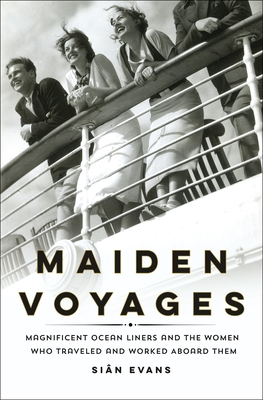 MAIDEN
VOYAGES
MAGNIFICENT OCEAN LINERS AND THE WOMEN
WHO TRAVELED AND WORKED ABOARD THEM
SIÂN EVANS